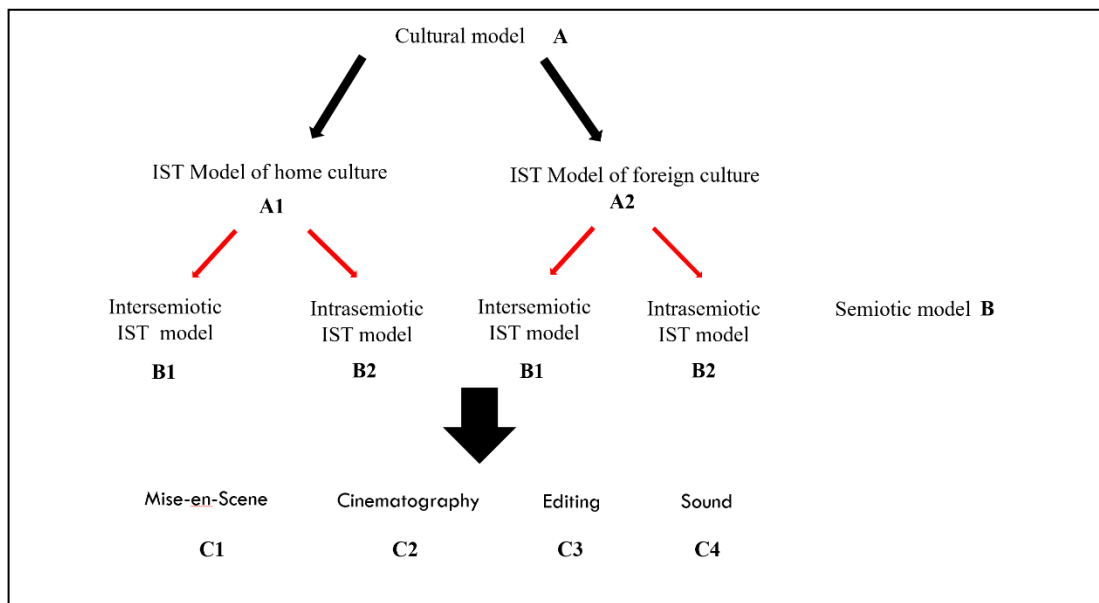 Cultural model A
IST Model of home culture
A1
IST Model of foreign culture
A2
Intersemiotic
IST model
B1
Intrasemiotic
IST model
B2
Intersemiotic
IST model
B1
Intrasemiotic
IST model
B2
Semiotic model B
Mise-en-Scene
C1
Cinematography
C2
Editing
C3
Sound
C4